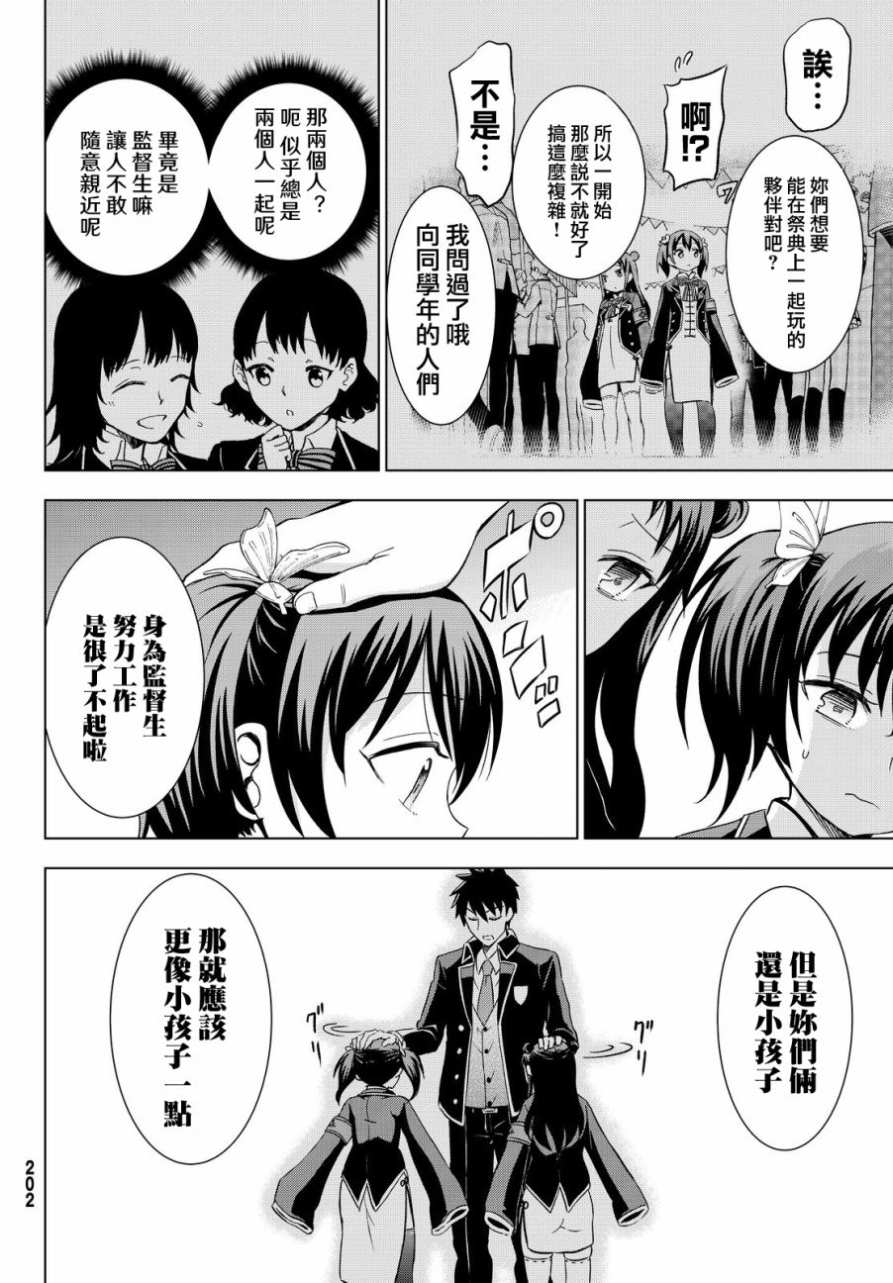 誒…
妳們想要
能在祭典上一起玩的
夥伴對吧？
啊!?
所以一開始
那麼說不就好了
搞這麼複雜！
不是…
我問過了哦
向同學年的人們
那兩個人？
呃 似乎總是
兩個人一起呢
畢竟是
監督生嘛
讓人不敢
隨意親近呢
ポン
身為監督生
努力工作
是很了不起啦
但是妳們倆
還是小孩子
那就應該
更像小孩子一點
202